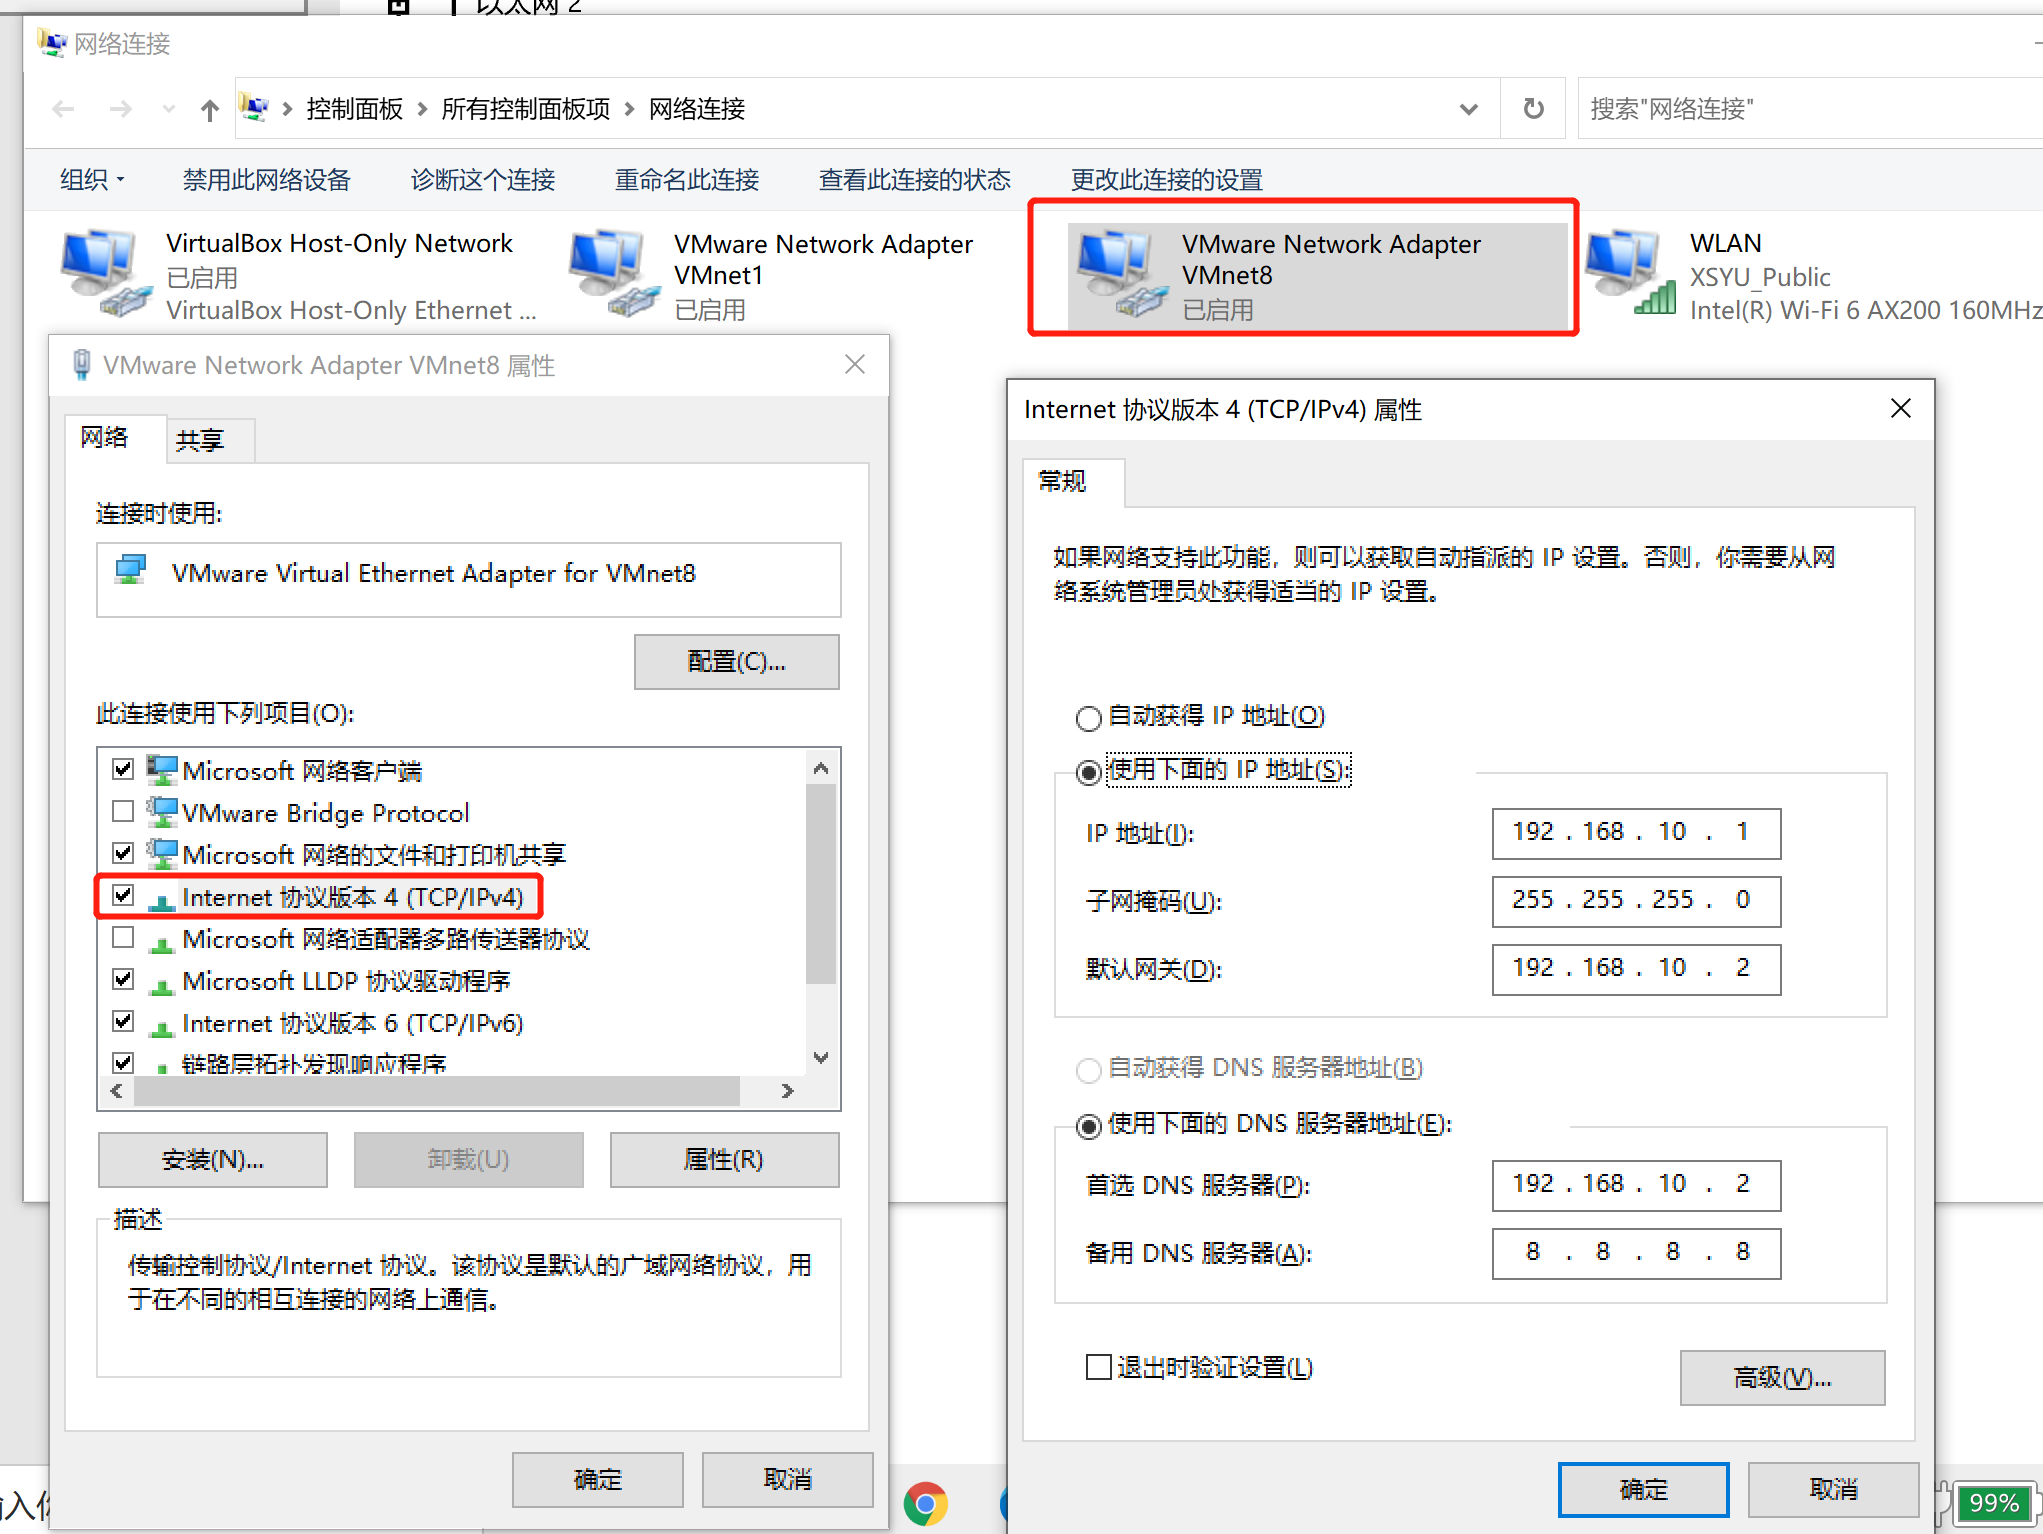 以太网 2
网络连接
控制面板
所有控制面板项
网络连接
搜索"网络连接"
组织
禁用此网络设备
诊断这个连接
重命名此连接
查看此连接的状态
更改此连接的设置
VirtualBox Host-Only Network
已启用
VirtualBox Host-Only Ethernet ...
VMware Network Adapter
VMnet1
已启用
VMware Network Adapter
VMnet8
已启用
WLAN
XSYU_Public
Intel(R) Wi-Fi 6 AX200 160MHz
VMware Network Adapter VMnet8 属性
网络
共享
连接时使用:
VMware Virtual Ethernet Adapter for VMnet8
配置(C)...
此连接使用下列项目(O):
Microsoft 网络客户端
VMware Bridge Protocol
Microsoft 网络的文件和打印机共享
Internet 协议版本 4 (TCP/IPv4)
Microsoft 网络适配器多路传送器协议
Microsoft LLDP 协议驱动程序
Internet 协议版本 6 (TCP/IPv6)
链路层拓扑发现响应程序
安装(N)...
卸载(U)
属性(R)
描述
传输控制协议/Internet 协议。该协议是默认的广域网络协议，用
于在不同的相互连接的网络上通信。
确定
取消
Internet 协议版本 4 (TCP/IPv4) 属性
常规
如果网络支持此功能，则可以获取自动指派的 IP 设置。否则，你需要从网
络系统管理员处获得适当的 IP 设置。
自动获得 IP 地址(O)
使用下面的 IP 地址(S):
IP 地址(I):
192 . 168 . 10 . 1
子网掩码(U):
255 . 255 . 255 . 0
默认网关(D):
192 . 168 . 10 . 2
自动获得 DNS 服务器地址(B)
使用下面的 DNS 服务器地址(E):
首选 DNS 服务器(P):
192 . 168 . 10 . 2
备用 DNS 服务器(A):
8 . 8 . 8 . 8
退出时验证设置(L)
高级(V)...
确定
取消
99%